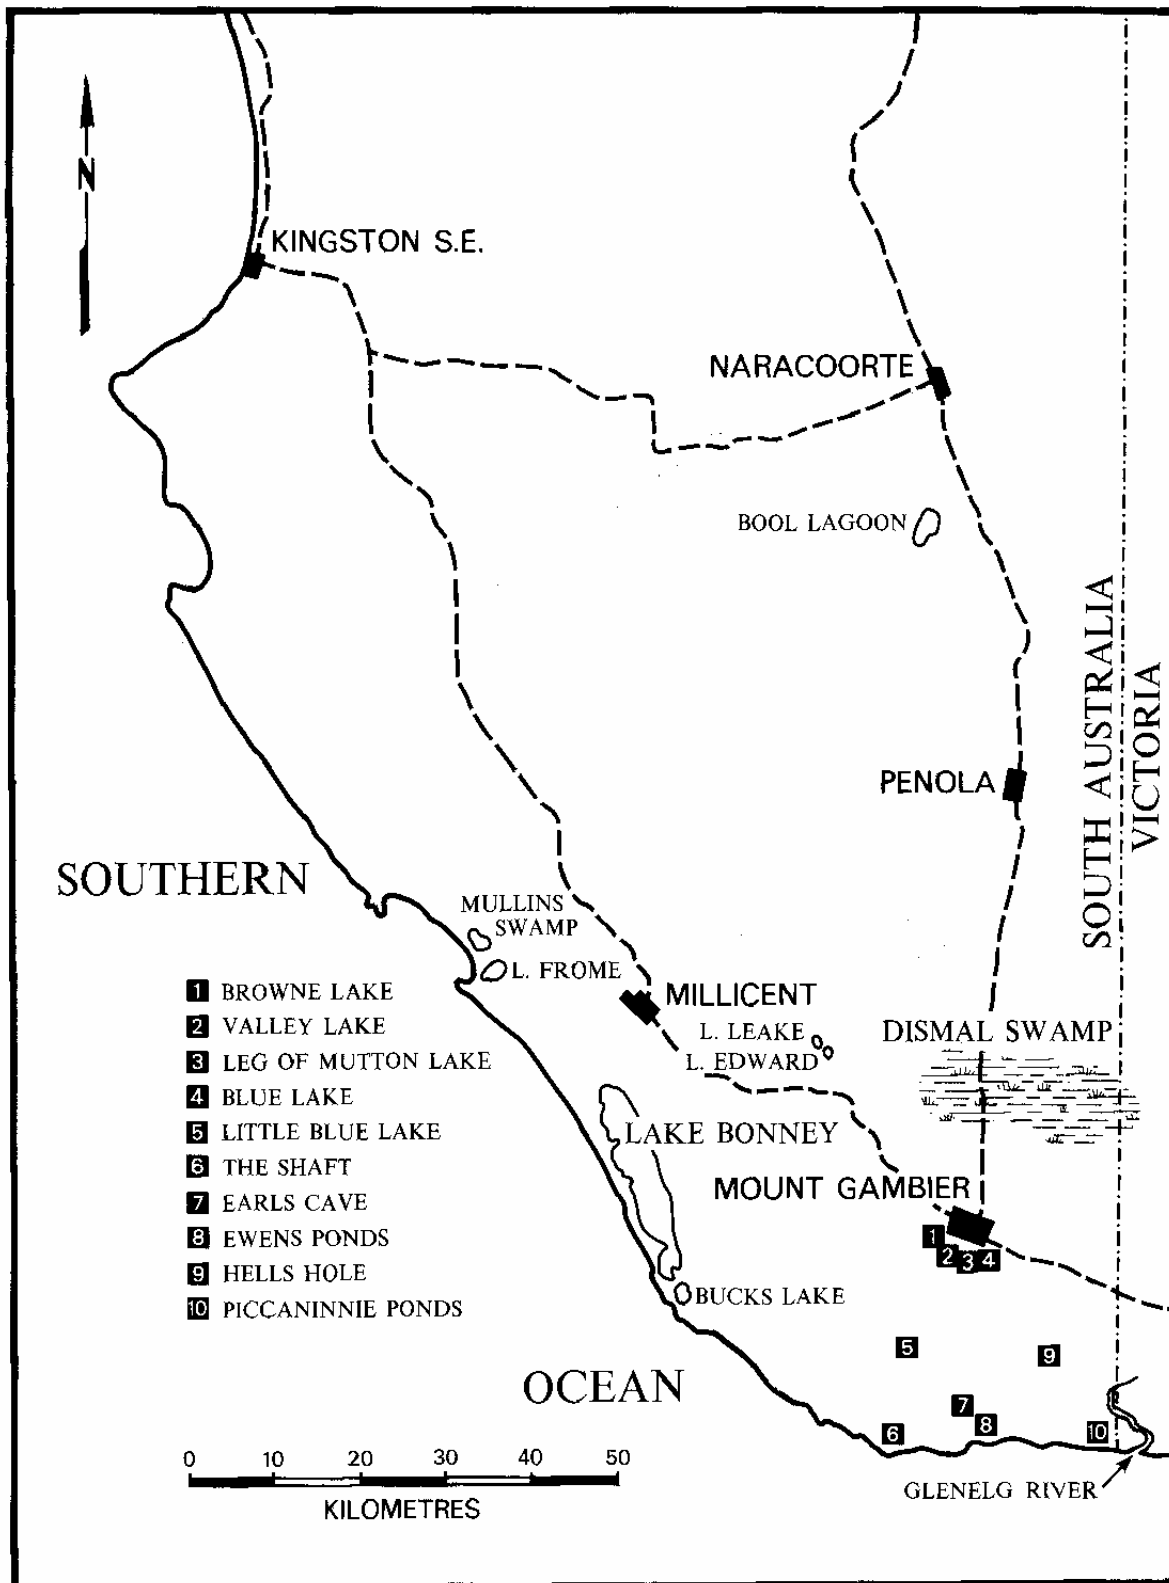 N
KINGSTON S.E.
NARACOORTE
BOOL LAGOON
SOUTH AUSTRALIA
VICTORIA
PENOLA
SOUTHERN
MULLINS
SWAMP
L. FROME
MILLICENT
L. LEAKE
L. EDWARD
DISMAL SWAMP
1 BROWNE LAKE
2 VALLEY LAKE
3 LEG OF MUTTON LAKE
4 BLUE LAKE
5 LITTLE BLUE LAKE
6 THE SHAFT
7 EARLS CAVE
8 EWENS PONDS
9 HELLS HOLE
10 PICCANINNIE PONDS
LAKE BONNEY
MOUNT GAMBIER
1
2 3 4
BUCKS LAKE
5
9
OCEAN
7
8
6
10
GLENELG RIVER
0 10 20 30 40 50
KILOMETRES